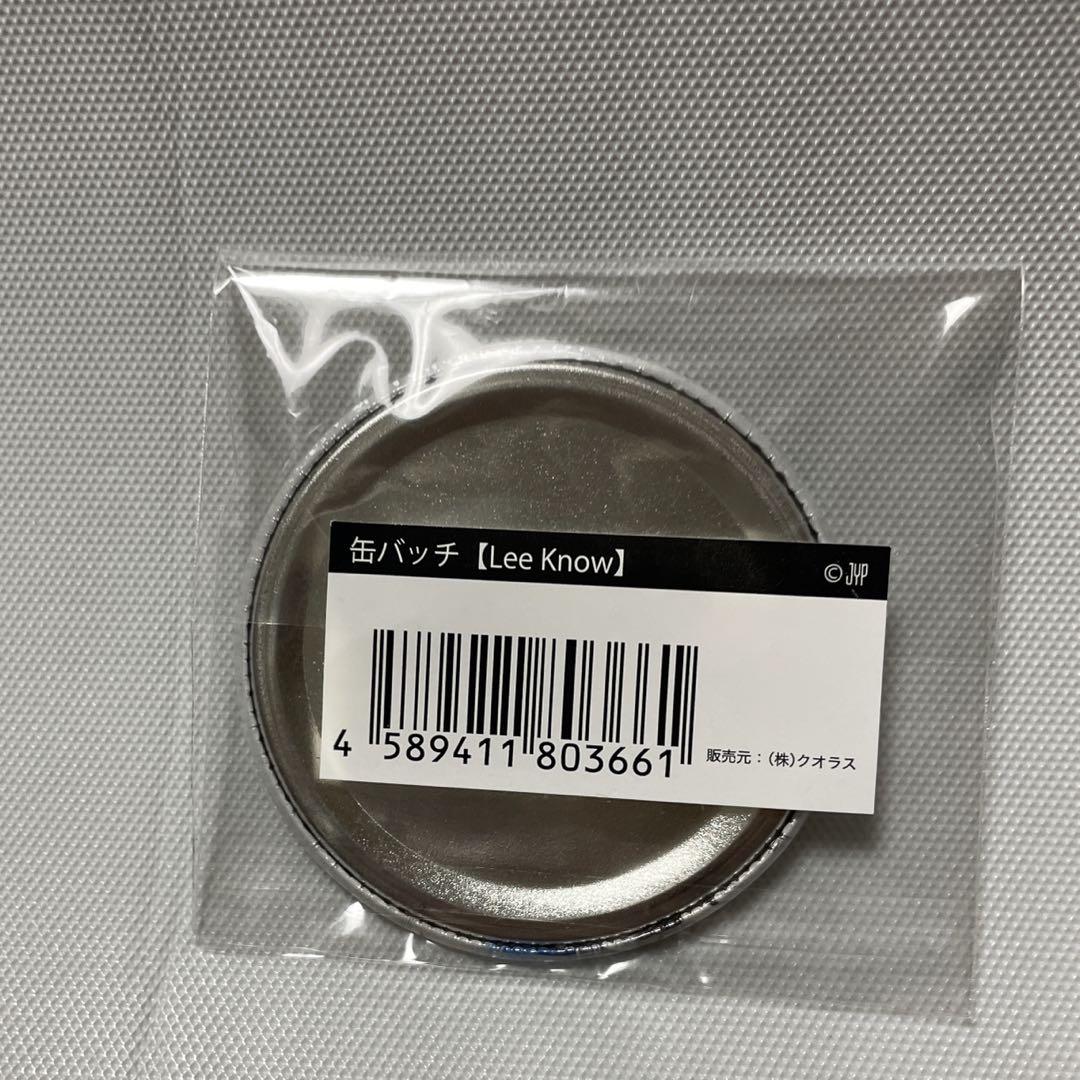 缶バッチ【Lee Know】
© JYP
4 589411 803661
販売元：(株)クオラス